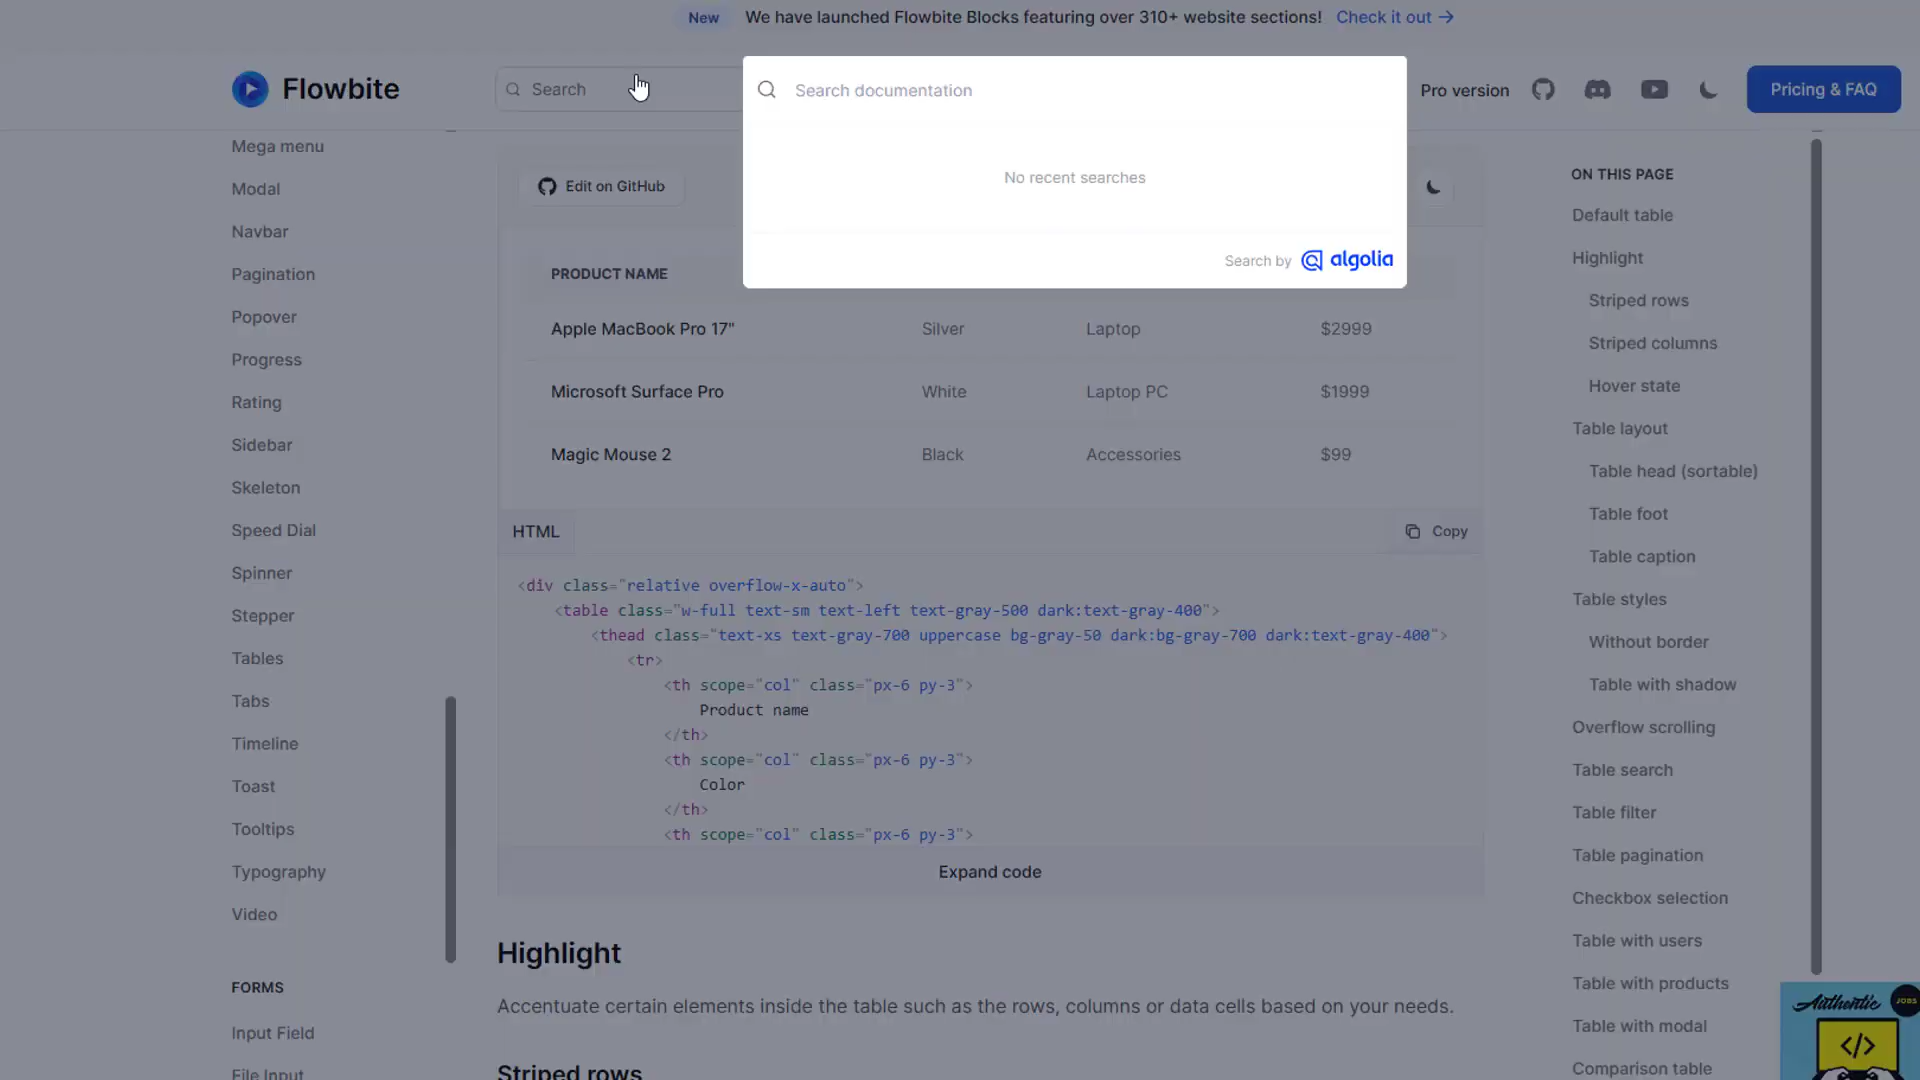 New We have launched Flowbite Blocks featuring over 310+ website sections! Check it out →
Flowbite
Search
Search documentation
No recent searches
Search by algolia
Pro version
Pricing & FAQ
Mega menu
Modal
Navbar
Pagination
Popover
Progress
Rating
Sidebar
Skeleton
Speed Dial
Spinner
Stepper
Tables
Tabs
Timeline
Toast
Tooltips
Typography
Video
FORMS
Input Field
File Input
Edit on GitHub
PRODUCT NAME
Apple MacBook Pro 17" Silver Laptop $2999
Microsoft Surface Pro White Laptop PC $1999
Magic Mouse 2 Black Accessories $99
HTML
Copy
<div class="relative overflow-x-auto">
<table class="w-full text-sm text-left text-gray-500 dark:text-gray-400">
<thead class="text-xs text-gray-700 uppercase bg-gray-50 dark:bg-gray-700 dark:text-gray-400">
<tr>
<th scope="col" class="px-6 py-3">
Product name
</th>
<th scope="col" class="px-6 py-3">
Color
</th>
<th scope="col" class="px-6 py-3">
Expand code
Highlight
Accentuate certain elements inside the table such as the rows, columns or data cells based on your needs.
Striped rows
ON THIS PAGE
Default table
Highlight
Striped rows
Striped columns
Hover state
Table layout
Table head (sortable)
Table foot
Table caption
Table styles
Without border
Table with shadow
Overflow scrolling
Table search
Table filter
Table pagination
Checkbox selection
Table with users
Table with products
Table with modal
Comparison table
Authentic JOBS
</>